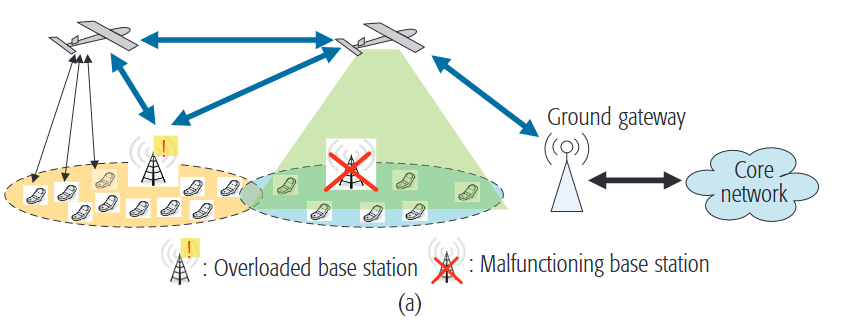 Ground gateway
Core
network
!
! : Overloaded base station
: Malfunctioning base station
(a)